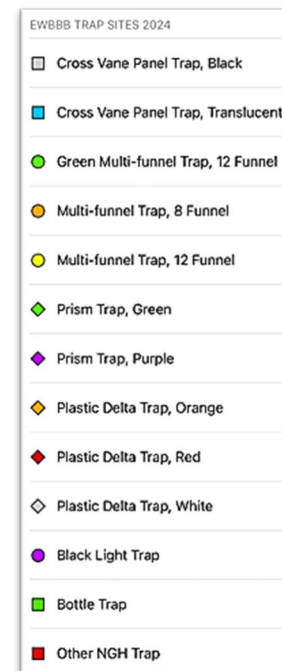 EWBBB TRAP SITES 2024
Cross Vane Panel Trap, Black
Cross Vane Panel Trap, Translucent
Green Multi-funnel Trap, 12 Funnel
Multi-funnel Trap, 8 Funnel
Multi-funnel Trap, 12 Funnel
Prism Trap, Green
Prism Trap, Purple
Plastic Delta Trap, Orange
Plastic Delta Trap, Red
Plastic Delta Trap, White
Black Light Trap
Bottle Trap
Other NGH Trap